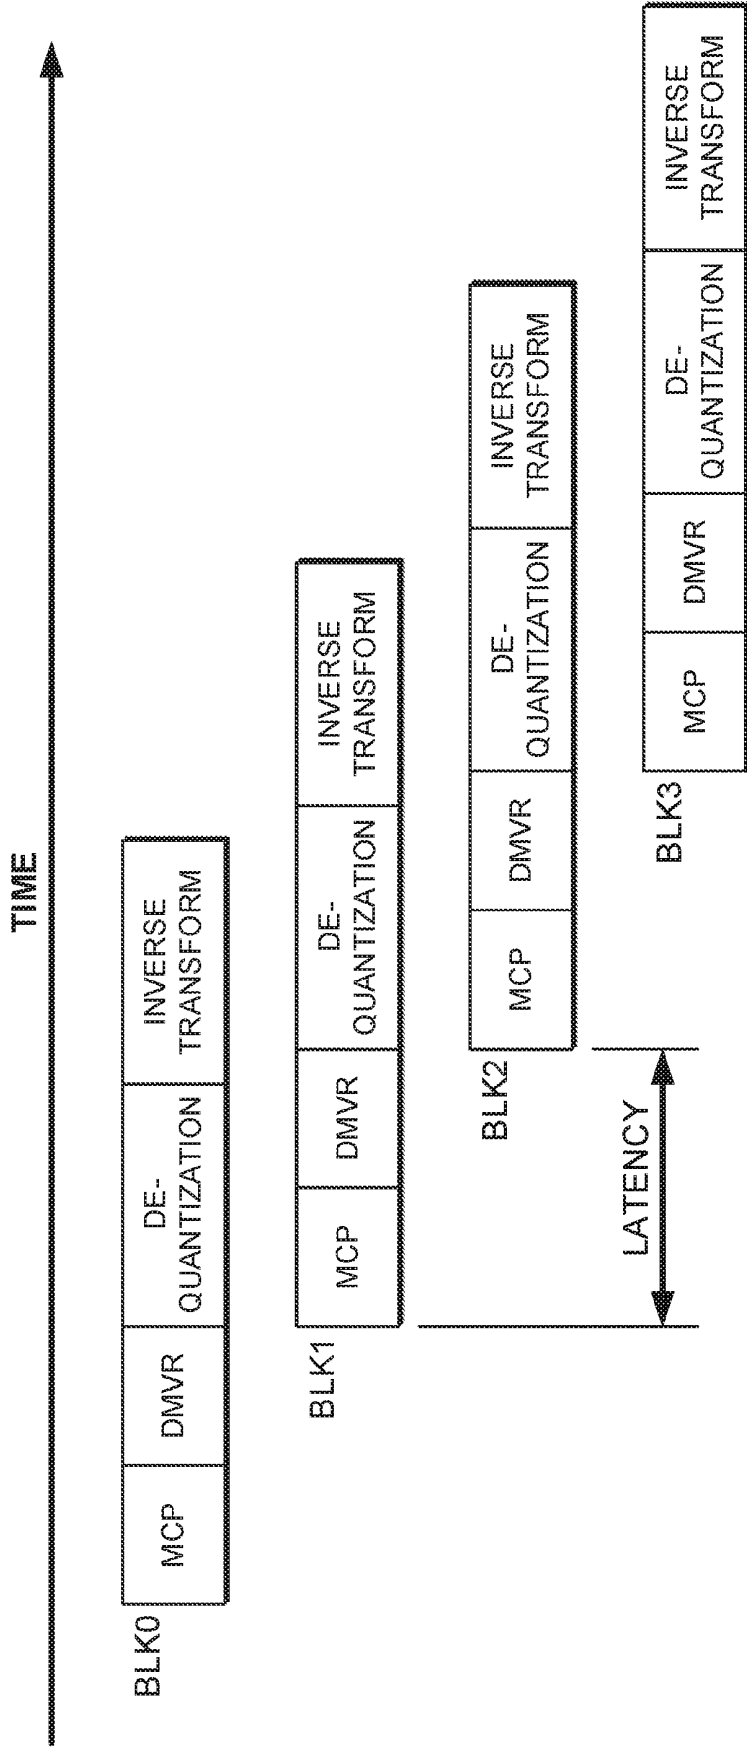 TIME
BLK0
MCP
DMVR
DE-
QUANTIZATION
INVERSE
TRANSFORM
BLK1
MCP
DMVR
DE-
QUANTIZATION
INVERSE
TRANSFORM
BLK2
MCP
DMVR
DE-
QUANTIZATION
INVERSE
TRANSFORM
LATENCY
BLK3
MCP
DMVR
DE-
QUANTIZATION
INVERSE
TRANSFORM